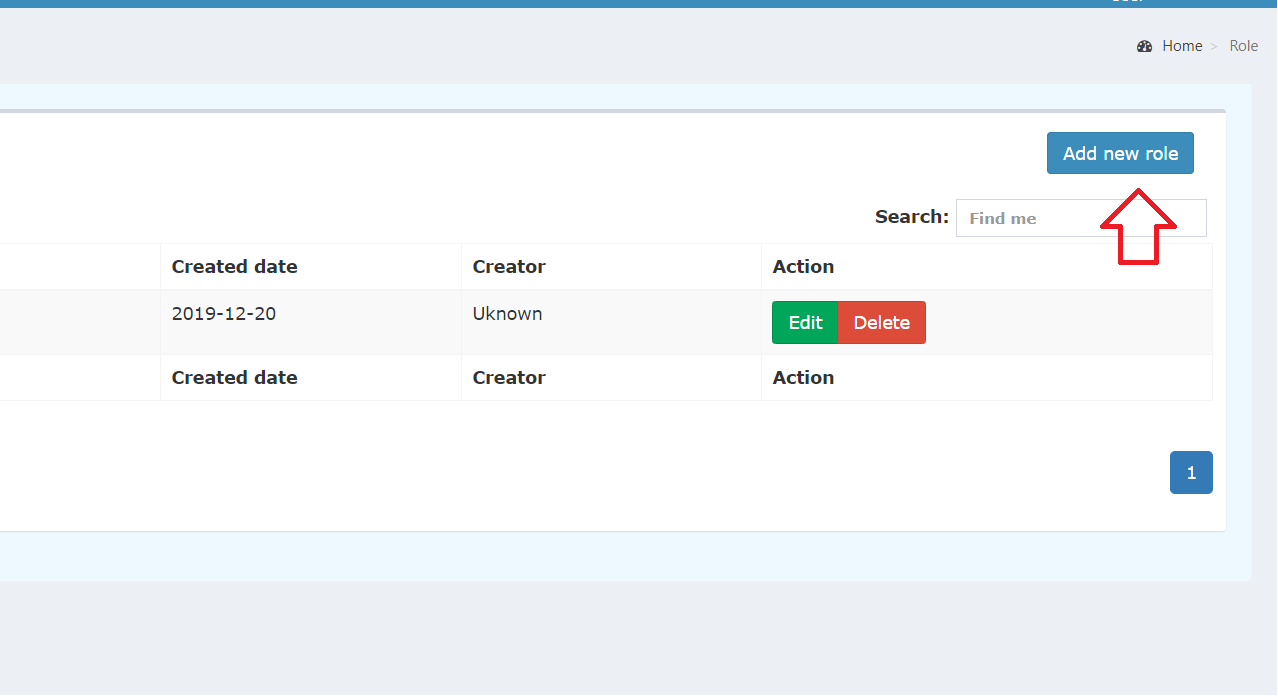 Home > Role
Add new role
Search: Find me
Created date Creator Action
2019-12-20 Uknown Edit Delete
Created date Creator Action
1